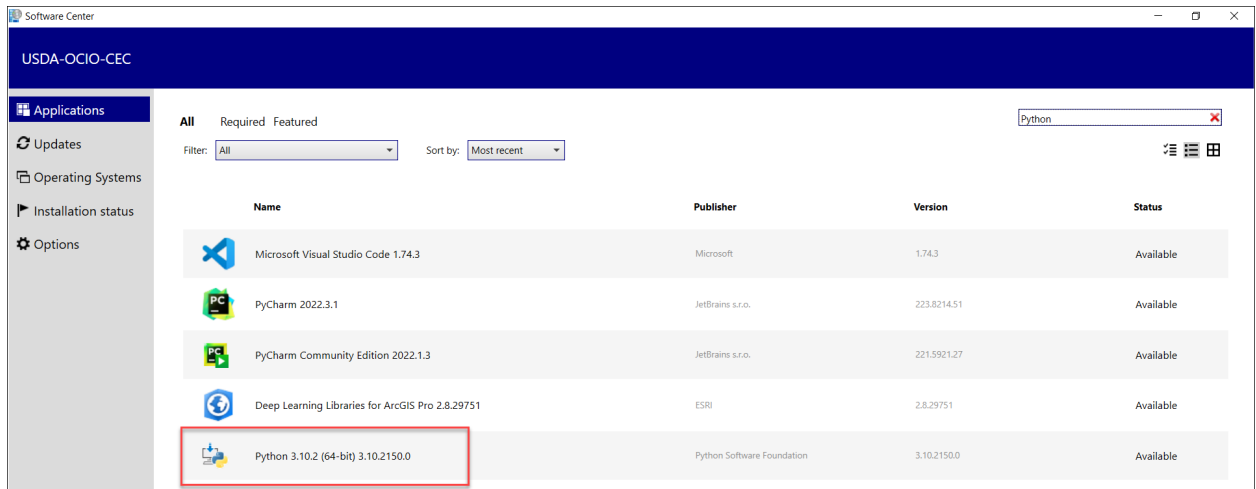 Software Center
USDA-OCIO-CEC
Applications
Updates
Operating Systems
Installation status
Options
All Required Featured
Python
Filter: All Sort by: Most recent
Name Publisher Version Status
Microsoft Visual Studio Code 1.74.3 Microsoft 1.74.3 Available
PC
PyCharm 2022.3.1 JetBrains s.r.o. 223.8214.51 Available
PC
PyCharm Community Edition 2022.1.3 JetBrains s.r.o. 221.5921.27 Available
Deep Learning Libraries for ArcGIS Pro 2.8.29751 ESRI 2.8.29751 Available
Python 3.10.2 (64-bit) 3.10.2150.0 Python Software Foundation 3.10.2150.0 Available